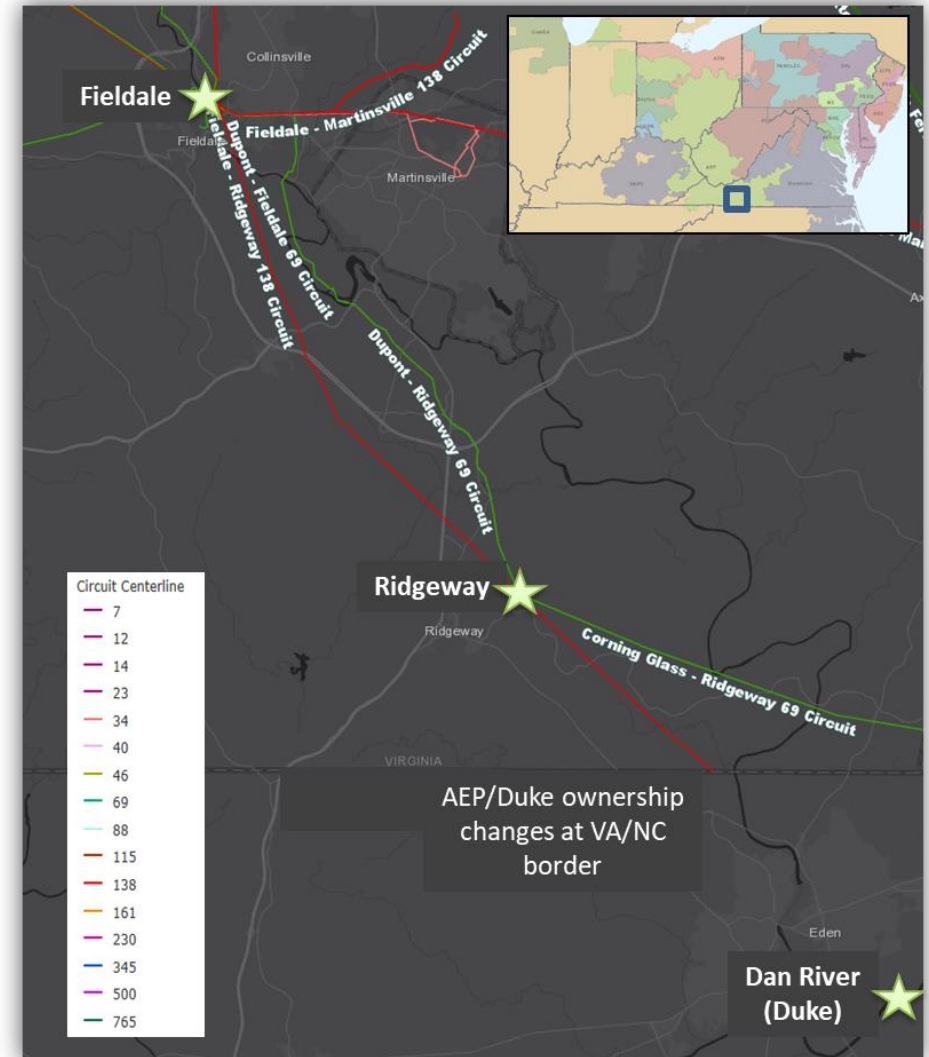 Collinsville
Fieldale
Fieldale - Martinsville 138 Circuit
Fieldale
Martinsville
Dupont - Fieldale 69 Circuit
Fieldale - Ridgeway 138 Circuit
Dupont - Ridgeway 69 Circuit
Ridgeway
Ridgeway
Corning Glass - Ridgeway 69 Circuit
Circuit Centerline
7
12
14
23
34
40
46
69
88
115
138
161
230
345
500
765
VIRGINIA
AEP/Duke ownership
changes at VA/NC
border
Eden
Dan River
(Duke)